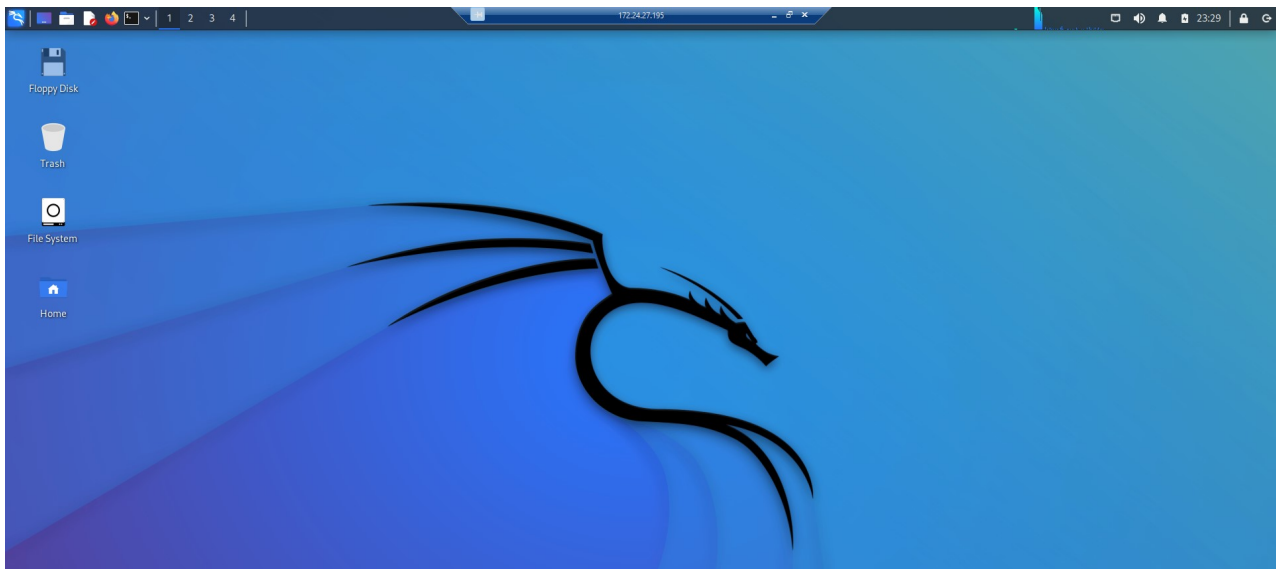 1 2 3 4
172.24.27.195
23:29
Floppy Disk
Trash
File System
Home